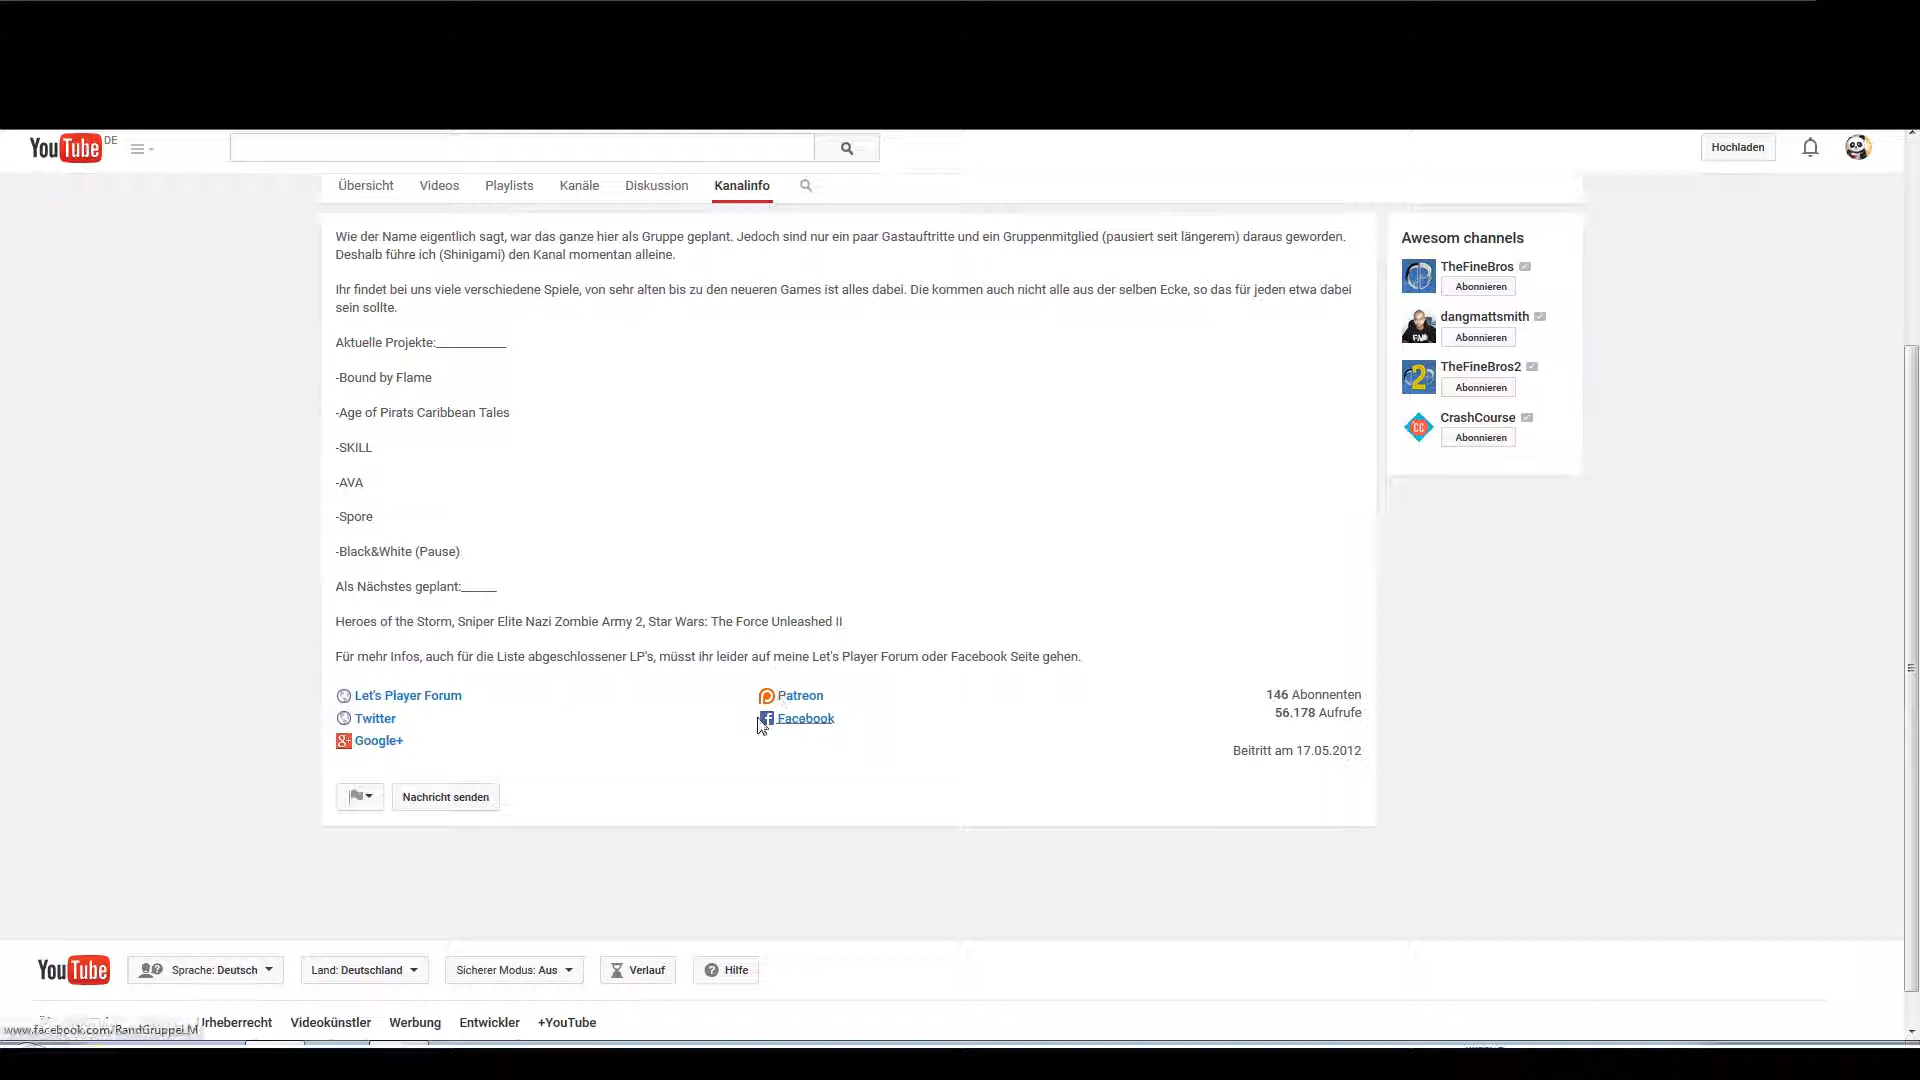 YouTube DE
Hochladen
Übersicht Videos Playlists Kanäle Diskussion Kanalinfo
Wie der Name eigentlich sagt, war das ganze hier als Gruppe geplant. Jedoch sind nur ein paar Gastauftritte und ein Gruppenmitglied (pausiert seit längerem) daraus geworden.
Deshalb führe ich (Shinigami) den Kanal momentan alleine.
Ihr findet bei uns viele verschiedene Spiele, von sehr alten bis zu den neueren Games ist alles dabei. Die kommen auch nicht alle aus der selben Ecke, so das für jeden etwa dabei
sein sollte.
Aktuelle Projekte:__________
-Bound by Flame
-Age of Pirats Caribbean Tales
-SKILL
-AVA
-Spore
-Black&White (Pause)
Als Nächstes geplant:_____
Heroes of the Storm, Sniper Elite Nazi Zombie Army 2, Star Wars: The Force Unleashed II
Für mehr Infos, auch für die Liste abgeschlossener LP's, müsst ihr leider auf meine Let's Player Forum oder Facebook Seite gehen.
Let's Player Forum
Twitter
Google+
Patreon
Facebook
146 Abonnenten
56.178 Aufrufe
Beitritt am 17.05.2012
Nachricht senden
Awesom channels
TheFineBros
Abonnieren
dangmattsmith
Abonnieren
TheFineBros2
Abonnieren
CrashCourse
Abonnieren
YouTube Sprache: Deutsch Land: Deutschland Sicherer Modus: Aus Verlauf Hilfe
Urheberrecht Videokünstler Werbung Entwickler +YouTube
www.facebook.com/RandGruppeLM